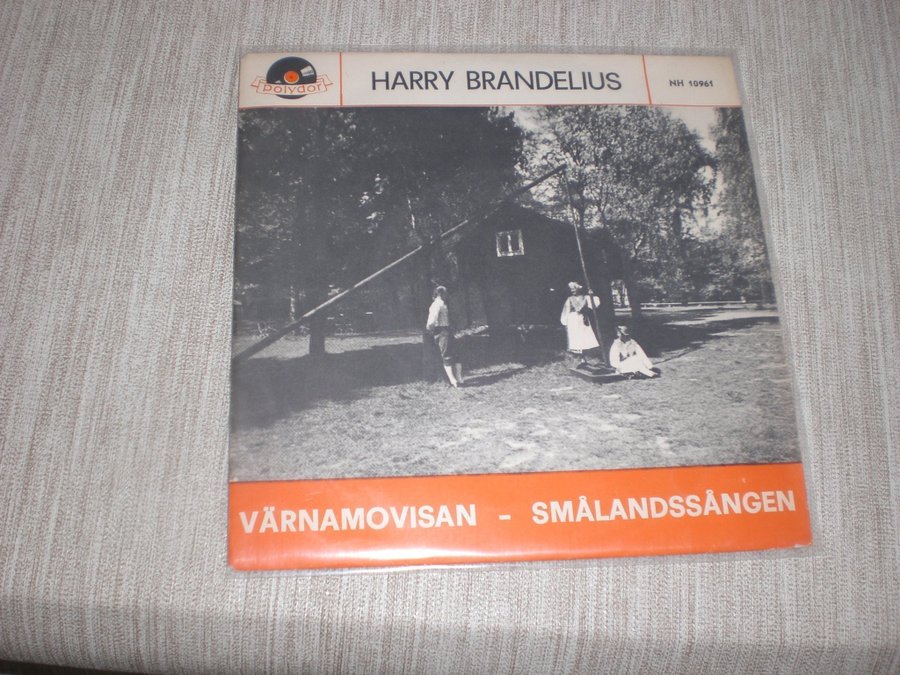 polydor
HARRY BRANDELIUS
NH 10961
VÄRNAMOVISAN - SMÅLANDSSÅNGEN